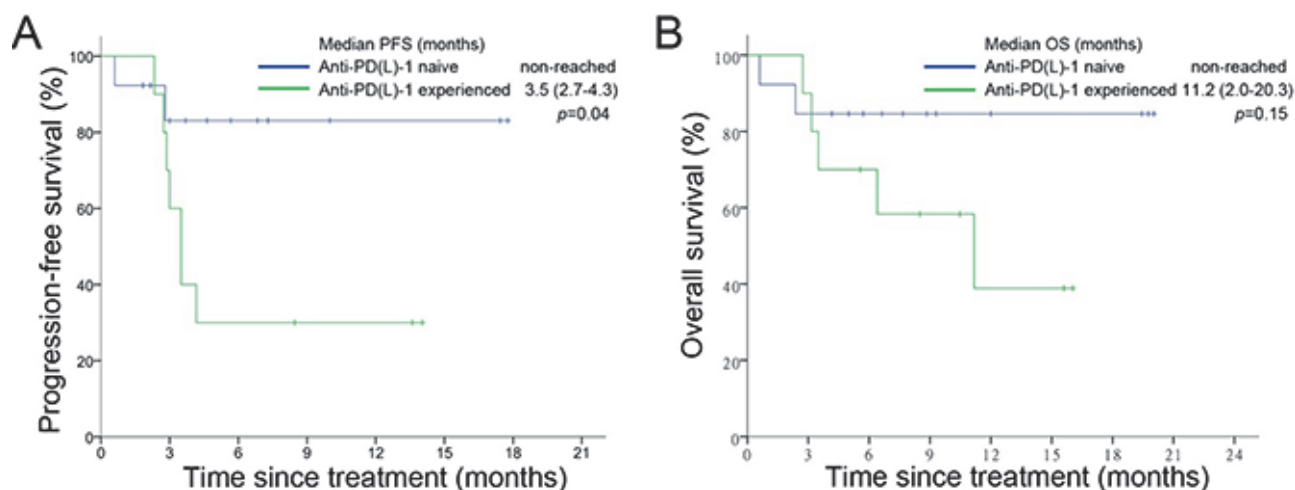 A
Median PFS (months)
Anti-PD(L)-1 naive non-reached
Anti-PD(L)-1 experienced 3.5 (2.7-4.3)
p=0.04
Progression-free survival (%)
100
80
60
40
20
0
0 3 6 9 12 15 18 21
Time since treatment (months)
B
Median OS (months)
Anti-PD(L)-1 naive non-reached
Anti-PD(L)-1 experienced 11.2 (2.0-20.3)
p=0.15
Overall survival (%)
100
80
60
40
20
0
0 3 6 9 12 15 18 21 24
Time since treatment (months)